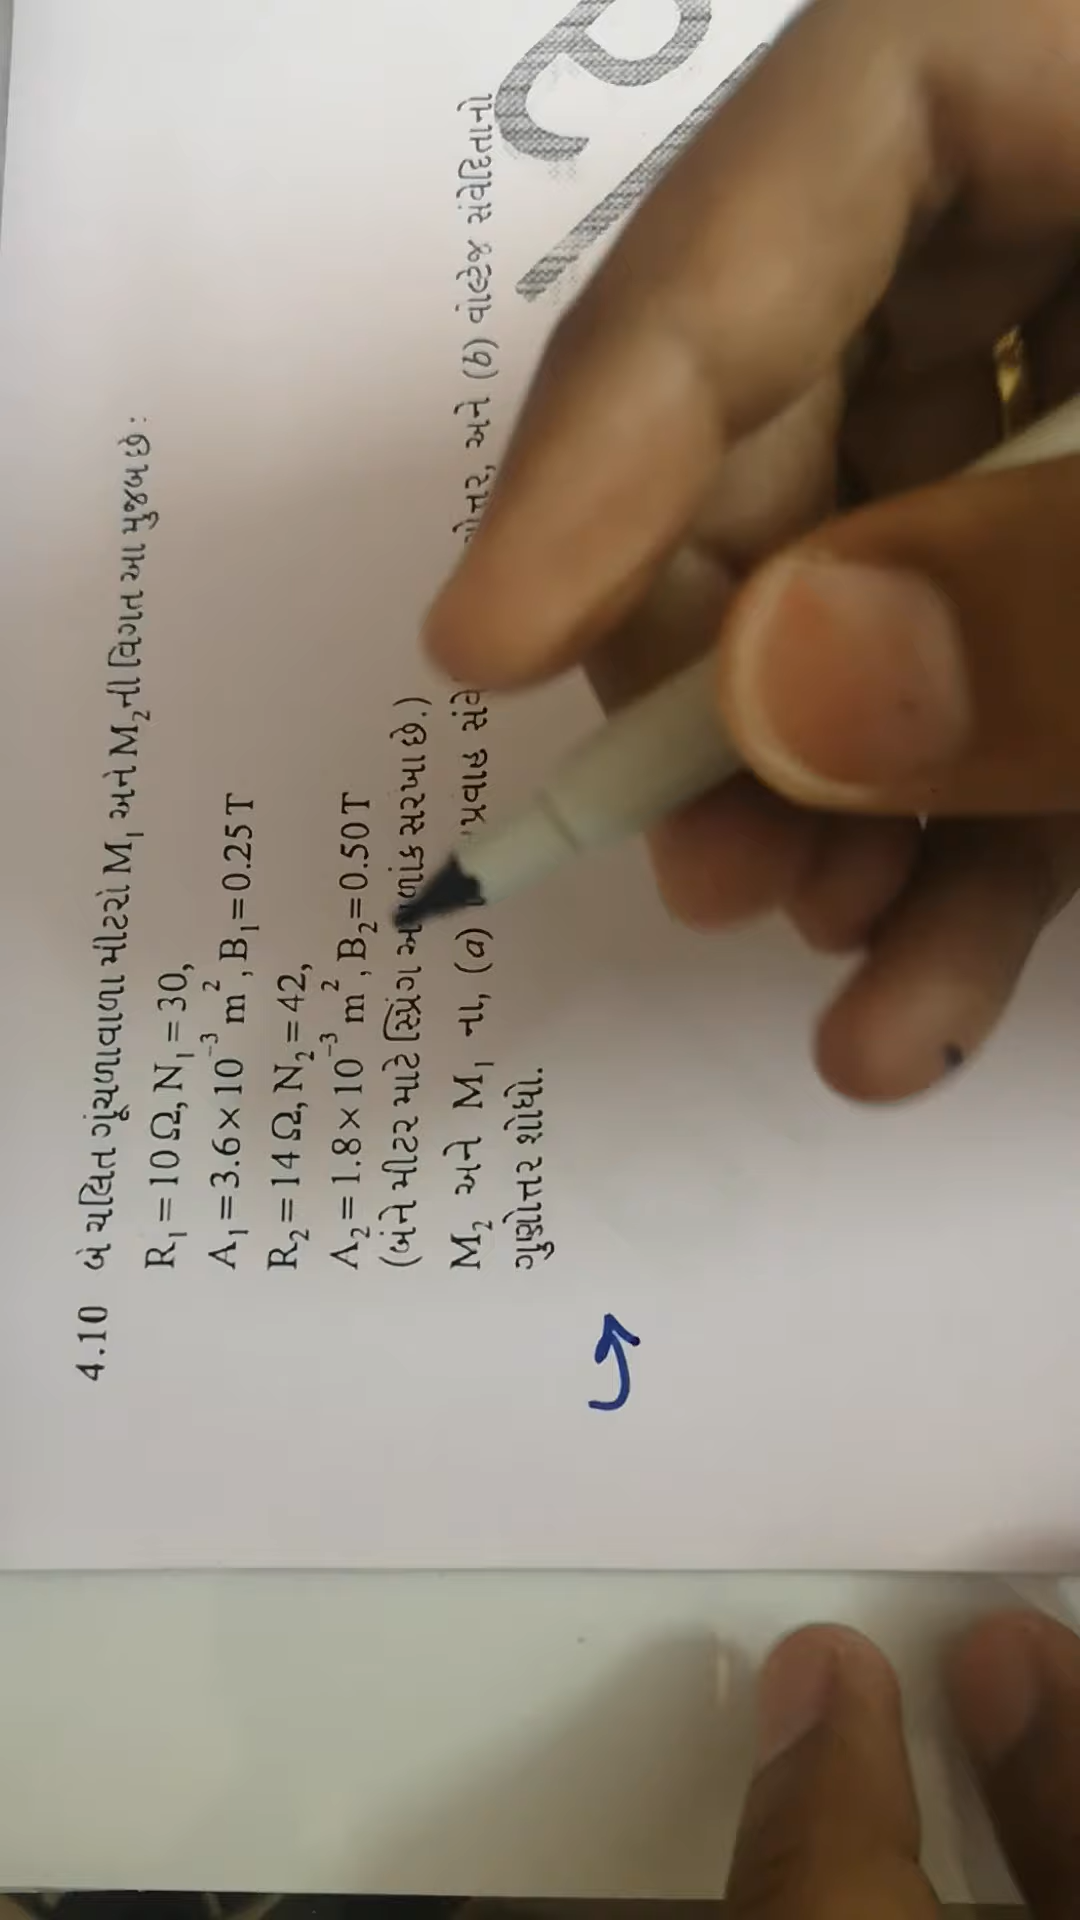 4.10 બે ચલિત ગૂંચળાવાળા મીટરો M₁ અને M₂ની વિગત આ મુજબ છે :
R₁ = 10 Ω, N₁ = 30,
A₁ = 3.6 × 10⁻³ m², B₁ = 0.25 T
R₂ = 14 Ω, N₂ = 42,
A₂ = 1.8 × 10⁻³ m², B₂ = 0.50 T
(બંને મીટર માટે સ્પ્રિંગ સરખા છે.)
M₂ અને M₁ ના, (a) પ્રવાહ અને (b) વોલ્ટેજ સંવેદિતાનો
ગુણોત્તર શોધો.